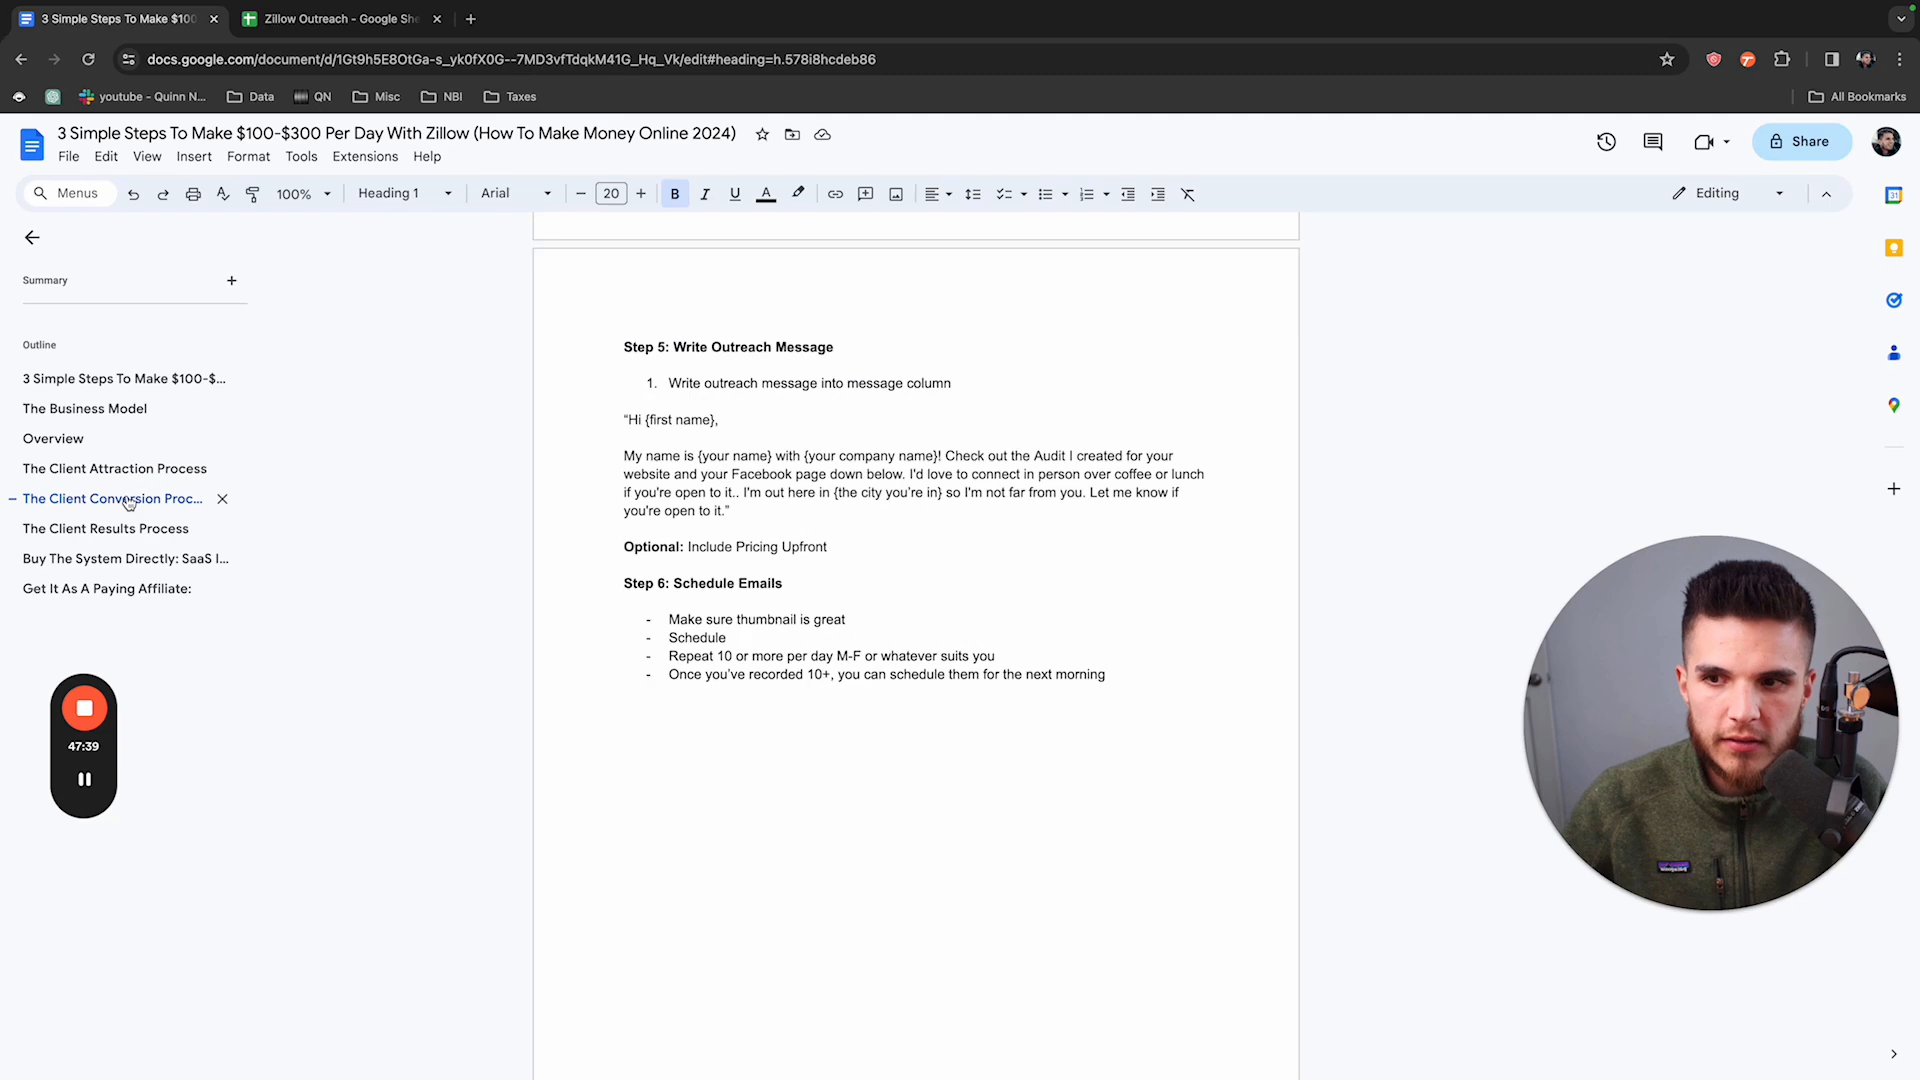 3 Simple Steps To Make $100
Zillow Outreach - Google She
docs.google.com/document/d/1Gt9h5E8OtGa-s_yk0fX0G--7MD3vfTdqkM41G_Hq_Vk/edit#heading=h.578i8hcdeb86
youtube - Quinn N...
Data
QN
Misc
NBI
Taxes
All Bookmarks
3 Simple Steps To Make $100-$300 Per Day With Zillow (How To Make Money Online 2024)
File Edit View Insert Format Tools Extensions Help
Share
Menus
100%
Heading 1
Arial
20
Editing
Summary
Outline
3 Simple Steps To Make $100-$...
The Business Model
Overview
The Client Attraction Process
The Client Conversion Proc...
The Client Results Process
Buy The System Directly: SaaS I...
Get It As A Paying Affiliate:
47:39
Step 5: Write Outreach Message
1. Write outreach message into message column
“Hi {first name},
My name is {your name} with {your company name}! Check out the Audit I created for your
website and your Facebook page down below. I'd love to connect in person over coffee or lunch
if you're open to it.. I'm out here in {the city you’re in} so I'm not far from you. Let me know if
you're open to it.”
Optional: Include Pricing Upfront
Step 6: Schedule Emails
- Make sure thumbnail is great
- Schedule
- Repeat 10 or more per day M-F or whatever suits you
- Once you’ve recorded 10+, you can schedule them for the next morning